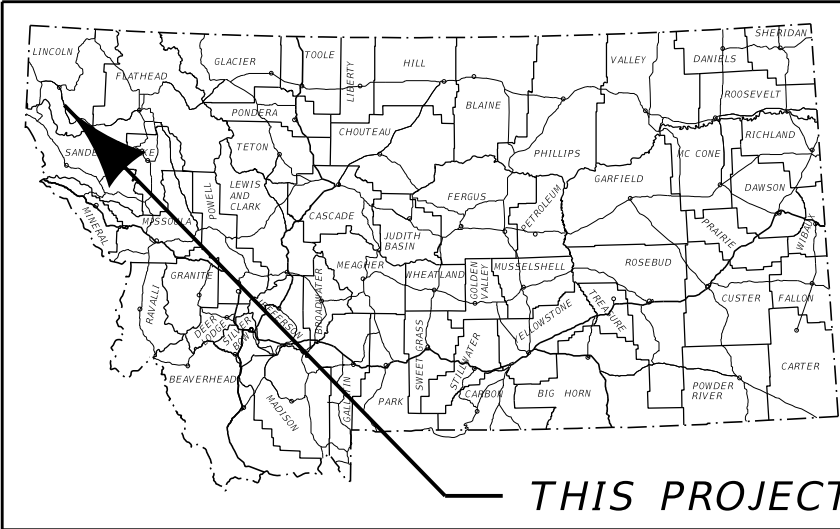 SHERIDAN
LINCOLN
TOOLE
GLACIER
HILL
VALLEY
DANIELS
FLATHEAD
LIBERTY
ROOSEVELT
BLAINE
PONDERA
CHOUTEAU
RICHLAND
TETON
PHILLIPS
MC CONE
GARFIELD
DAWSON
LEWIS
AND
CLARK
POWELL
FERGUS
PETROLEUM
CASCADE
MISSOULA
MINERAL
PRAIRIE
WIBAUX
JUDITH
BASIN
MEAGHER
WHEATLAND
GOLDEN
VALLEY
MUSSELSHELL
ROSEBUD
GRANITE
RAVALLI
BROADWATER
JEFFERSON
TREASURE
CUSTER
FALLON
YELLOWSTONE
DEER
LODGE
SILVER
BOW
SWEET GRASS
STILLWATER
CARTER
BEAVERHEAD
GALLATIN
PARK
CARBON
BIG HORN
POWDER
RIVER
MADISON
THIS PROJECT